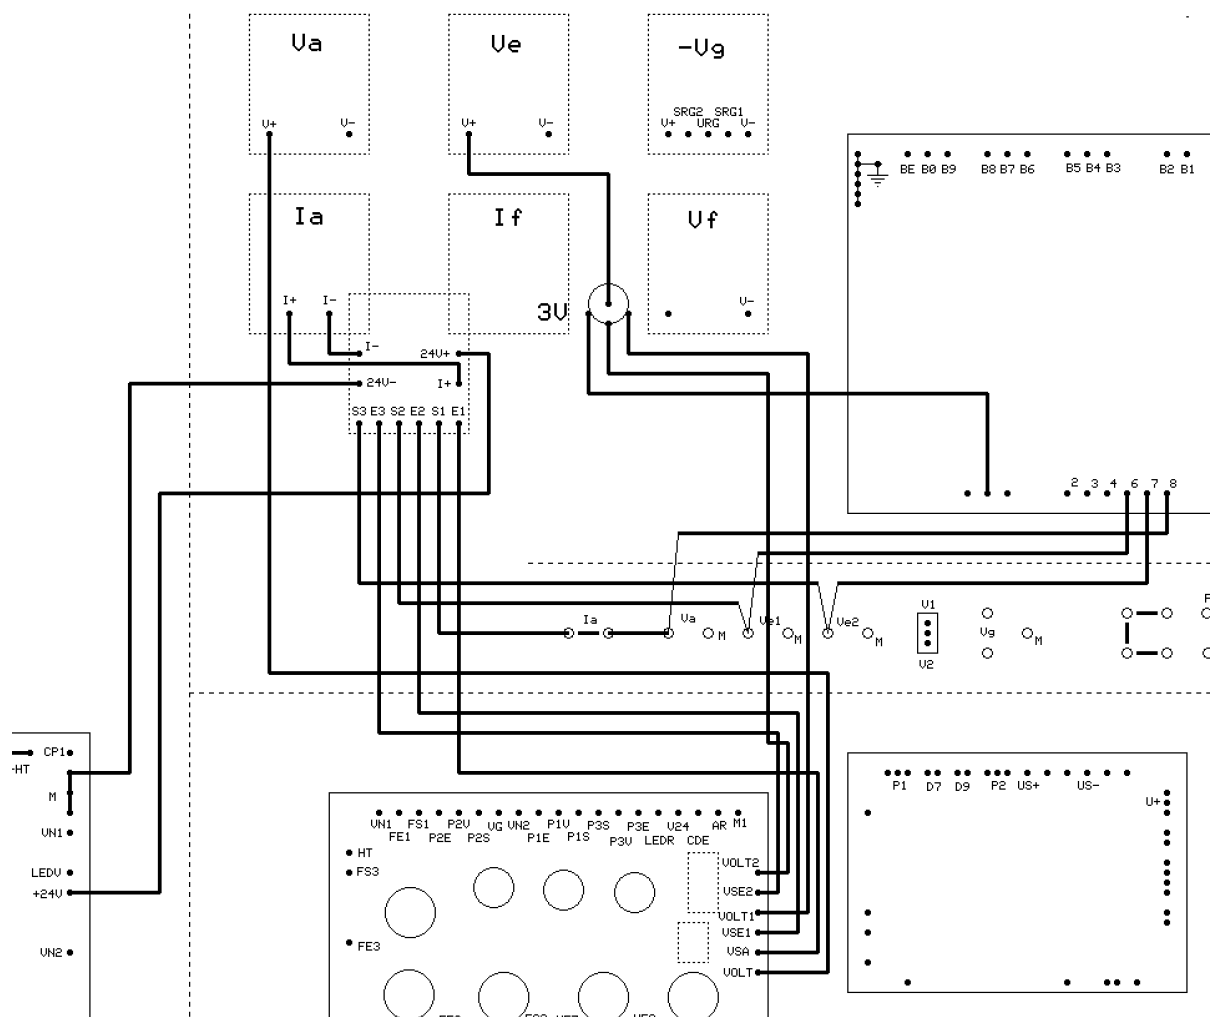 Va Ve -Vg
SRG2 SRG1
V+ V- V+ V- V+ URG V-
BE B0 B9 B8 B7 B6 B5 B4 B3 B2 B1
Ia If Vf
I+ I- V-
3V
I- 24V+
24V- I+
S3 E3 S2 E2 S1 E1
2 3 4 6 7 8
V1
Ia Va Ve1 Ve2
M M M Vg M
V2
CP1
-HT
M
VN1
LEDV
+24V
VN2
P1 D7 D9 P2 US+ US-
U+
VN1 FS1 P2V VG VN2 P1V P3S P3E V24 AR M1
FE1 P2E P2S P1E P1S P3V LEDR CDE
HT
FS3
FE3
VOLT2
VSE2
VOLT1
VSE1
VSA
VOLT